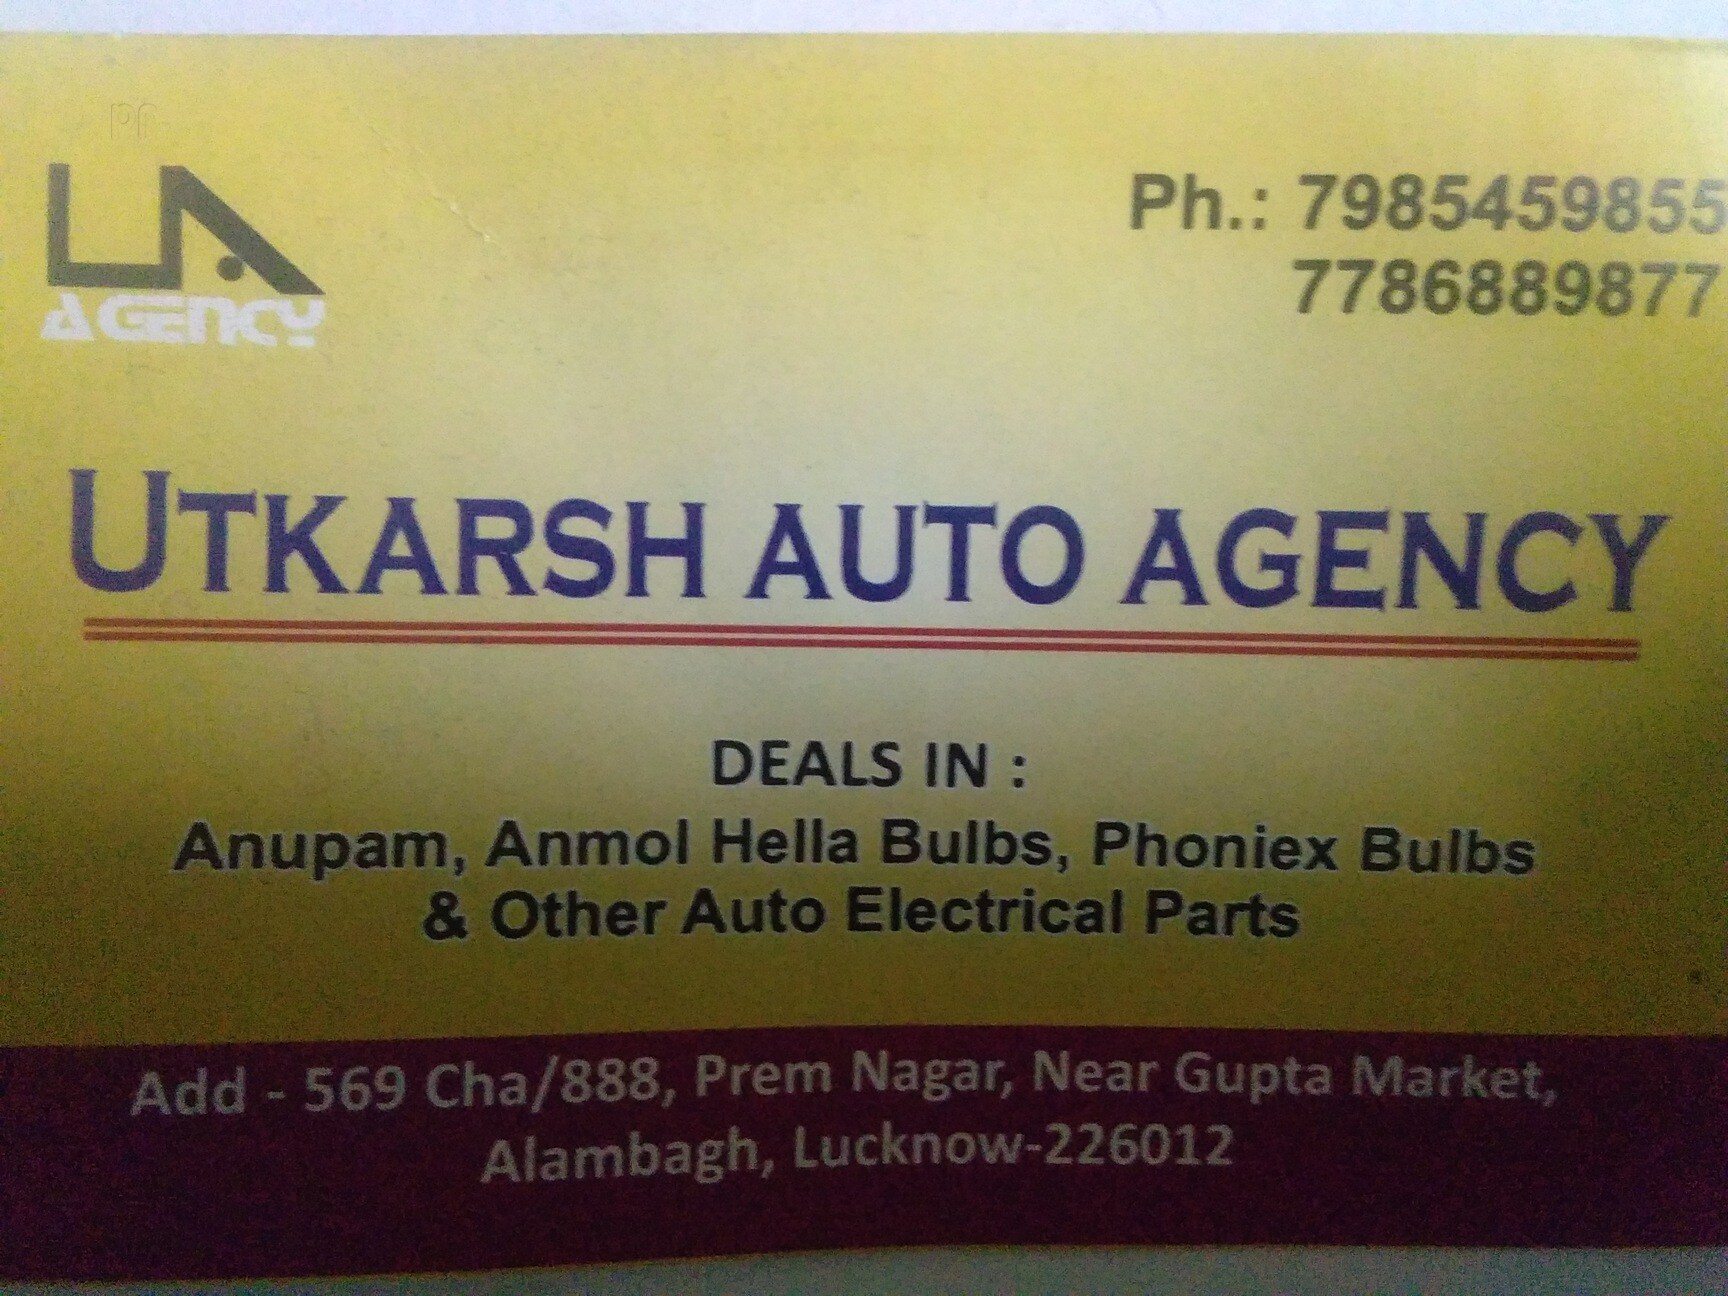 UA
AGENCY
Ph.: 7985459855
7786889877
UTKARSH AUTO AGENCY
DEALS IN :
Anupam, Anmol Hella Bulbs, Phoniex Bulbs
& Other Auto Electrical Parts
Add - 569 Cha/888, Prem Nagar, Near Gupta Market,
Alambagh, Lucknow-226012